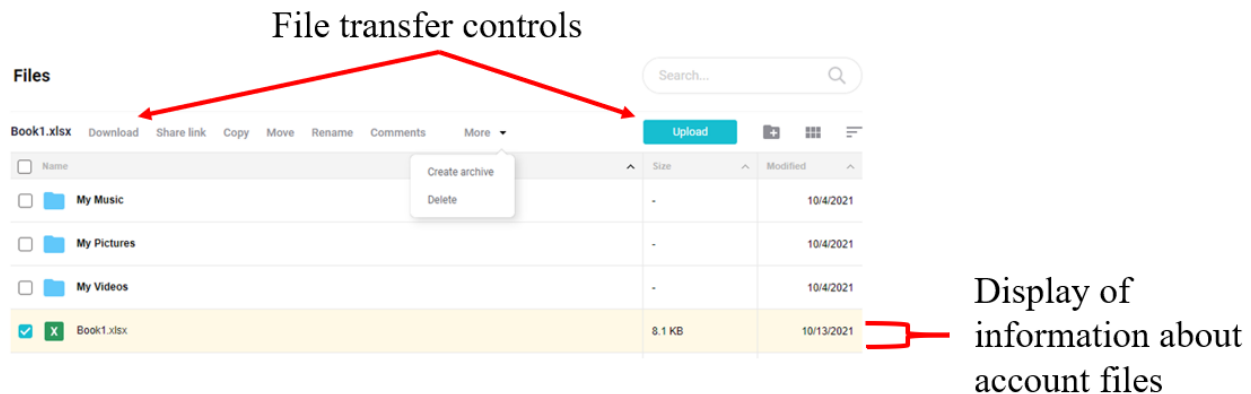 File transfer controls
Files
Search...
Book1.xlsx Download Share link Copy Move Rename Comments More Upload
Name Size Modified
Create archive
My Music - 10/4/2021
Delete
My Pictures - 10/4/2021
My Videos - 10/4/2021
X Book1.xlsx 8.1 KB 10/13/2021
Display of
information about
account files